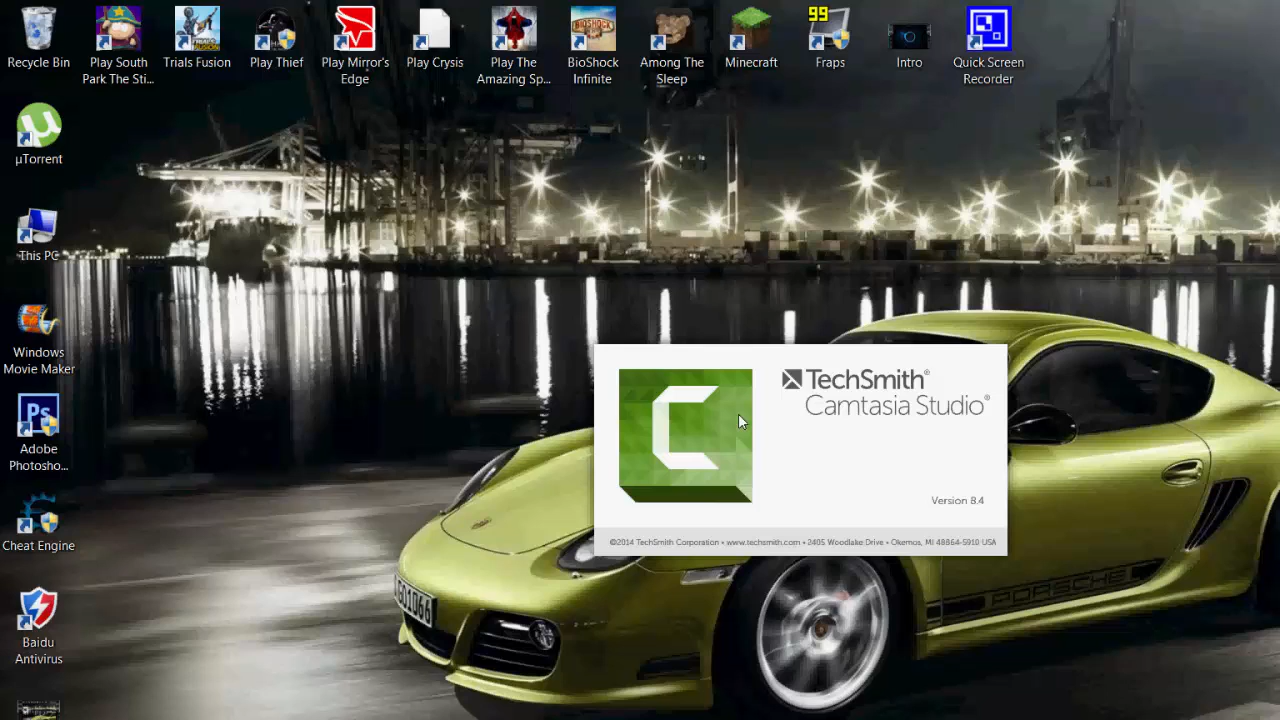 Recycle Bin
Play South
Park The Sti...
Trials Fusion
Play Thief
Play Mirror's
Edge
Play Crysis
Play The
Amazing Sp...
BIOSHOCK
INFINITE
BioShock
Infinite
Among The
Sleep
Minecraft
99
Fraps
Intro
Quick Screen
Recorder
µ
µTorrent
This PC
Windows
Movie Maker
Ps
Adobe
Photosho...
Cheat Engine
Baidu
Antivirus
C
TechSmith®
Camtasia Studio®
Version 8.4
©2014 TechSmith Corporation • www.techsmith.com • 2405 Woodlake Drive • Okemos, MI 48864-5910 USA
GO1066
PORSCHE